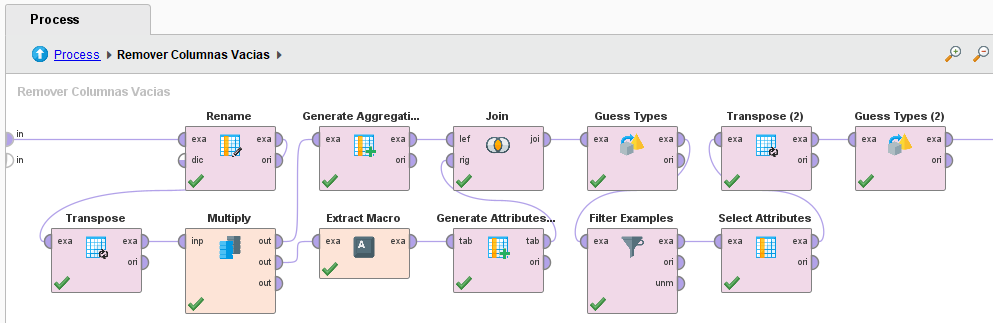 Process
Process Remover Columnas Vacias
Remover Columnas Vacias
Rename Generate Aggregati... Join Guess Types Transpose (2) Guess Types (2)
in exa exa exa exa lef joi exa exa exa exa exa exa
in dic ori ori rig ori ori ori
Transpose Multiply Extract Macro Generate Attributes... Filter Examples Select Attributes
exa exa inp out exa exa tab tab exa exa exa exa
ori out A ori ori ori
out unm